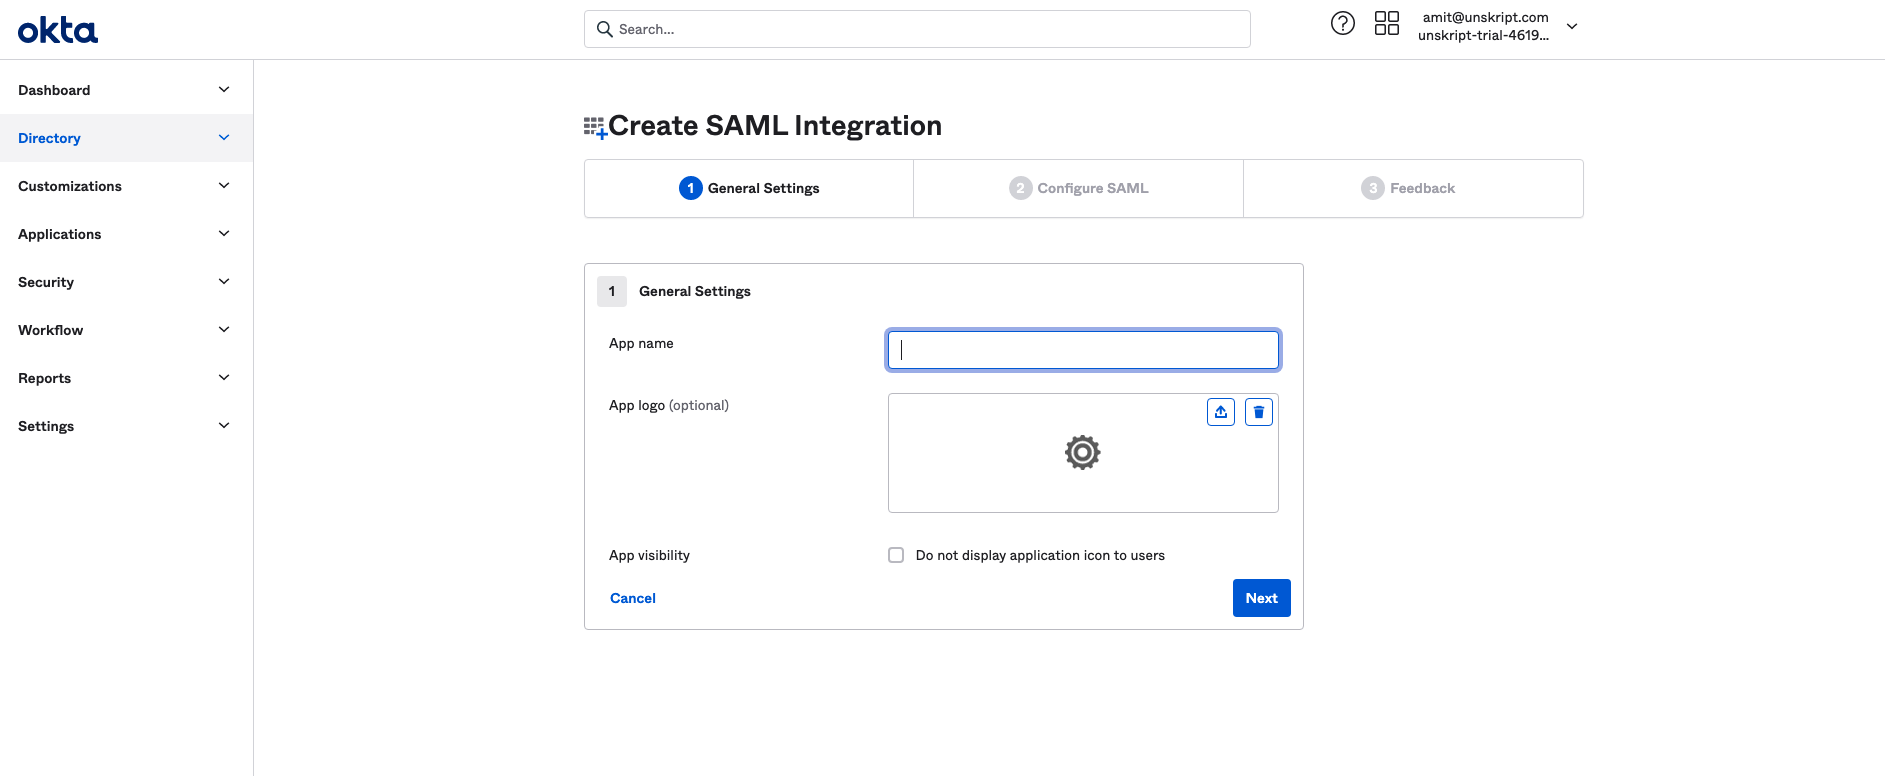 okta
Search...
amit@unskript.com
unskript-trial-4619...
Dashboard
Directory
Customizations
Applications
Security
Workflow
Reports
Settings
Create SAML Integration
1 General Settings
2 Configure SAML
3 Feedback
1 General Settings
App name
App logo (optional)
App visibility
Do not display application icon to users
Cancel
Next